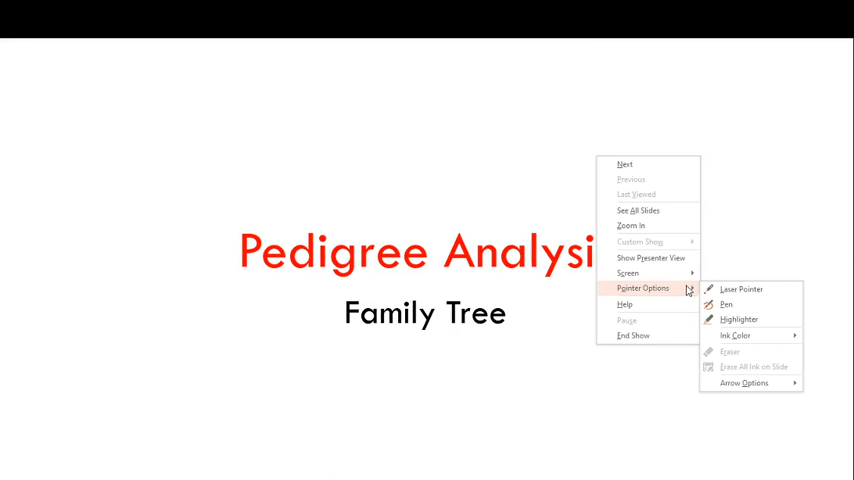 Pedigree Analysi
Family Tree
Next
Previous
Last Viewed
See All Slides
Zoom In
Custom Show
Show Presenter View
Screen
Pointer Options
Help
Pause
End Show
Laser Pointer
Pen
Highlighter
Ink Color
Eraser
Erase All Ink on Slide
Arrow Options